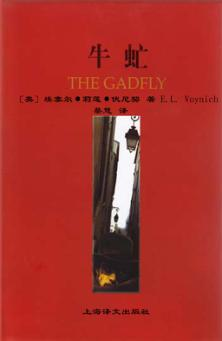 牛虻
THE GADFLY
[英] 埃塞尔●莉莲●伏尼契 著 E.L. Voynich
蔡慧 译
上海译文出版社